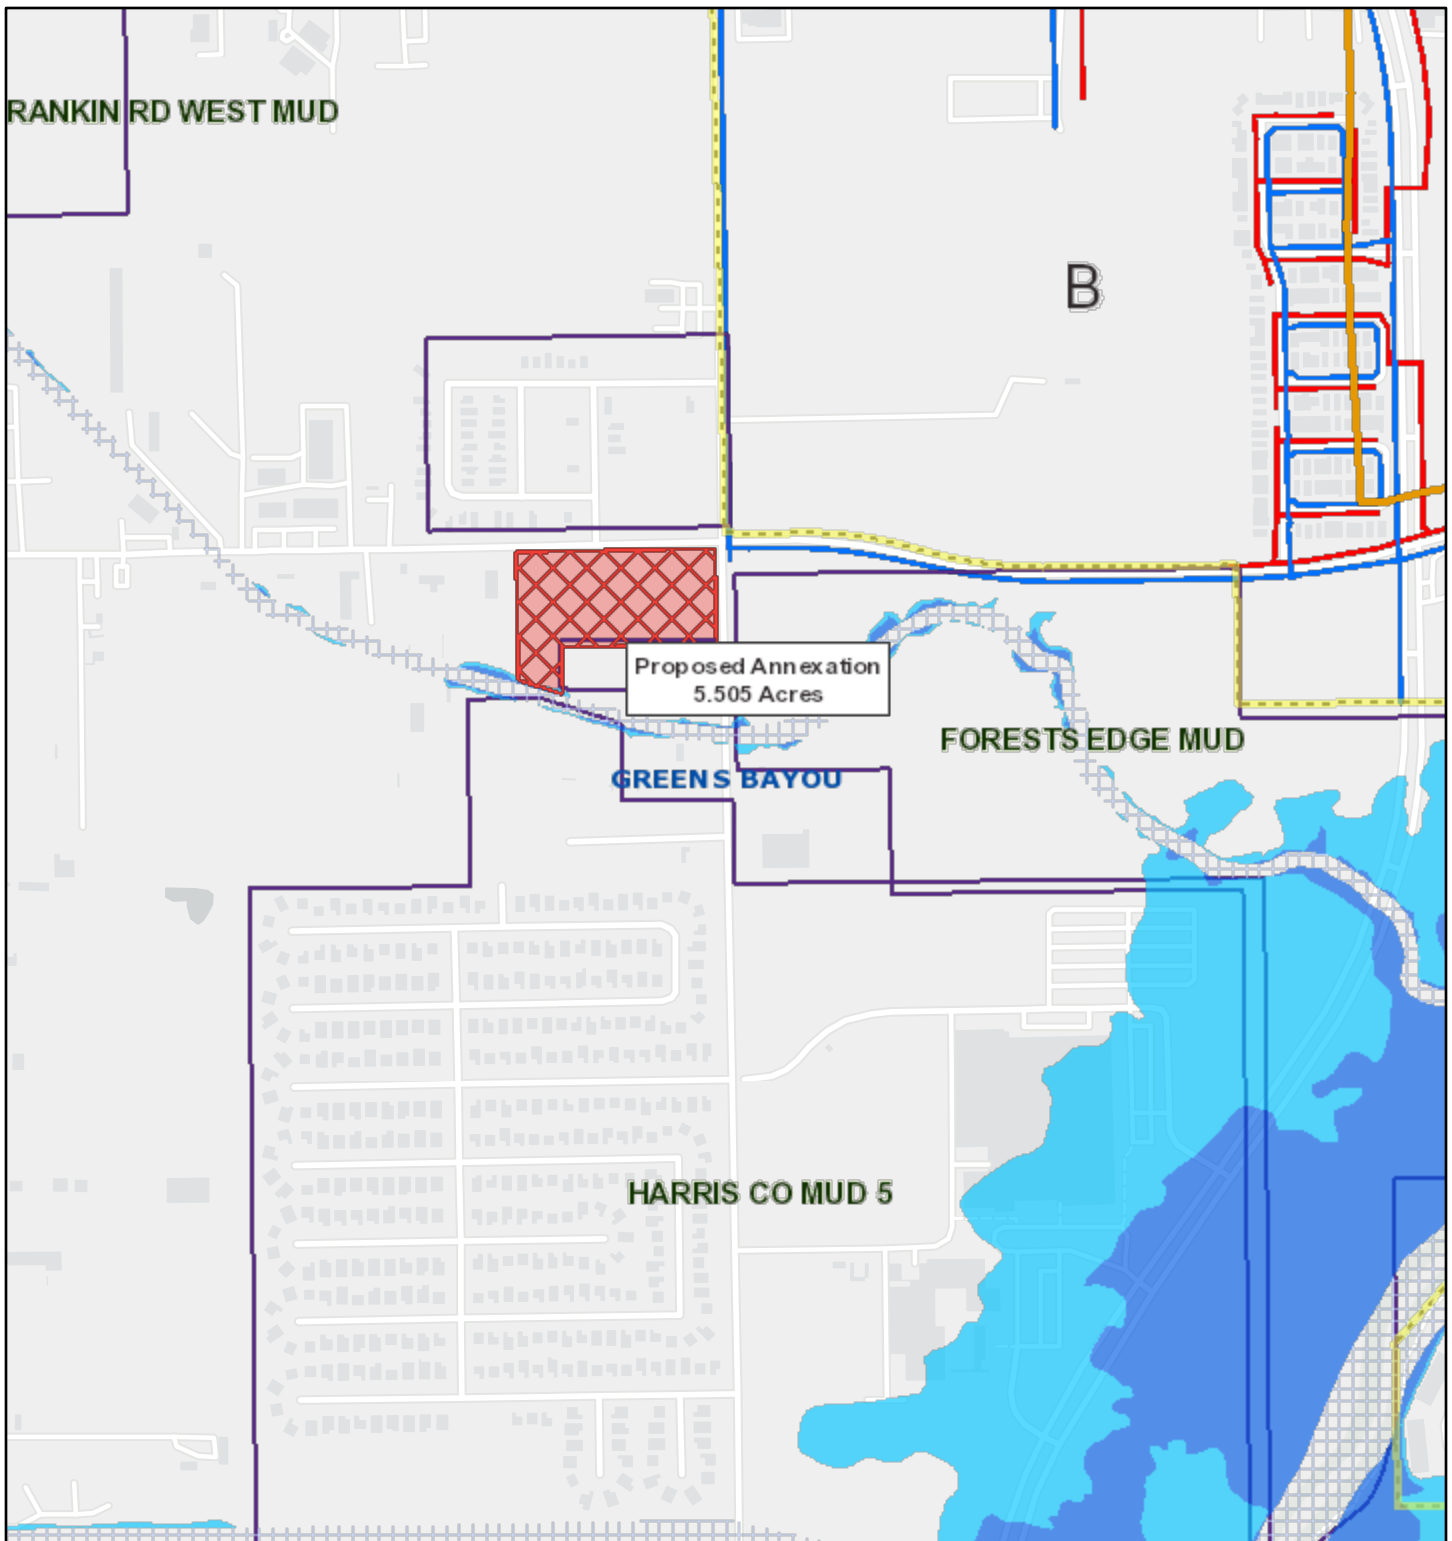 RANKIN RD WEST MUD
B
Proposed Annexation
5.505 Acres
FORESTS EDGE MUD
GREENS BAYOU
HARRIS CO MUD 5